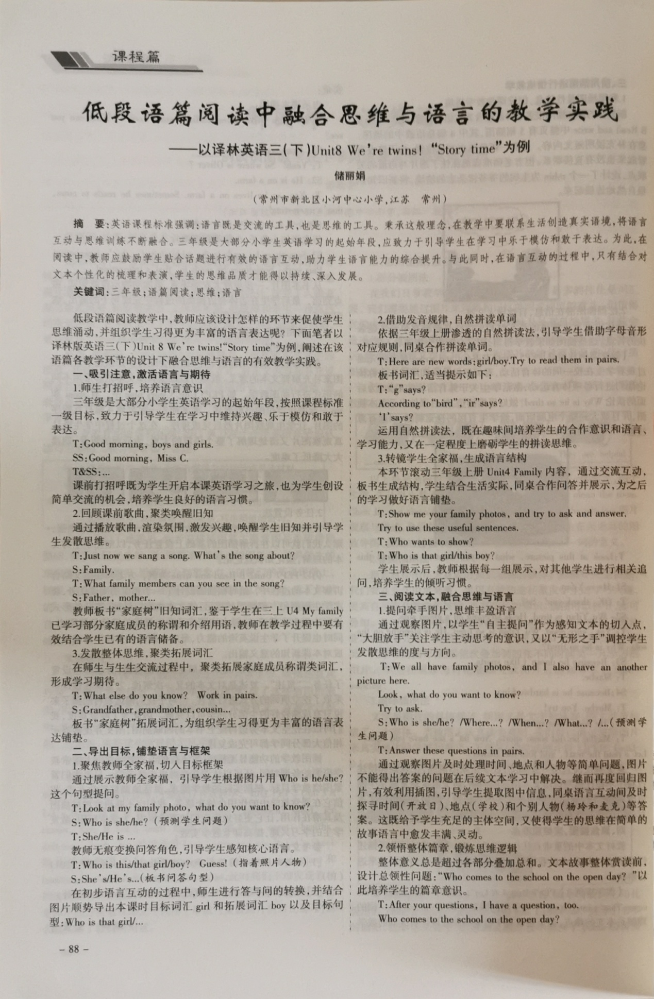 课程篇
低段语篇阅读中融合思维与语言的教学实践
——以译林英语三(下)Unit8 We're twins! “Story time”为例
储丽娟
(常州市新北区小河中心小学,江苏 常州)
摘 要:英语课程标准强调:语言既是交流的工具,也是思维的工具。秉承这般理念,在教学中要联系生活创造真实语境,将语言
互动与思维训练不断融合。三年级是大部分小学生英语学习的起始年段,应致力于引导学生在学习中乐于模仿和敢于表达。为此,在
阅读中,教师应鼓励学生贴合话题进行有效的语言互动,助力学生语言能力的综合提升。与此同时,在语言互动的过程中,只有结合对
文本个性化的梳理和表演,学生的思维品质才能得以持续、深入发展。
关键词:三年级;语篇阅读;思维;语言
低段语篇阅读教学中,教师应该设计怎样的环节来促使学生
思维涌动,并组织学生习得更为丰富的语言表达呢? 下面笔者以
译林版英语三(下)Unit 8 We're twins!“Story time”为例,阐述在该
语篇各教学环节的设计下融合思维与语言的有效教学实践。
一、吸引注意,激活语言与期待
1.师生打招呼,培养语言意识
三年级是大部分小学生英语学习的起始年段,按照课程标准
一级目标,致力于引导学生在学习中维持兴趣、乐于模仿和敢于
表达。
T:Good morning, boys and girls.
SS:Good morning, Miss C.
T&SS:...
课前打招呼既为学生开启本课英语学习之旅,也为学生创设
简单交流的机会,培养学生良好的语言习惯。
2.回顾课前歌曲,聚类唤醒旧知
通过播放歌曲,渲染氛围,激发兴趣,唤醒学生旧知并引导学
生发散思维。
T:Just now we sang a song. What's the song about?
S:Family.
T:What family members can you see in the song?
S:Father, mother...
教师板书“家庭树”旧知词汇,鉴于学生在三上 U4 My family
已学习部分家庭成员的称谓和介绍用语,教师在教学过程中要有
效结合学生已有的语言储备。
3.发散整体思维,聚类拓展词汇
在师生与生生交流过程中, 聚类拓展家庭成员称谓类词汇,
形成学习期待。
T:What else do you know? Work in pairs.
S:Grandfather,grandmother,cousin...
板书“家庭树”拓展词汇,为组织学生习得更为丰富的语言表
达铺垫。
二、导出目标,铺垫语言与框架
1.聚焦教师全家福,切入目标框架
通过展示教师全家福, 引导学生根据图片用 Who is he/she?
这个句型提问。
T:Look at my family photo, what do you want to know?
S:Who is she/he? (预测学生问题)
T:She/He is ...
教师无痕变换问答角色,引导学生感知核心语言。
T:Who is this/that girl/boy? Guess! (指着照片人物)
S:She's/He's...(板书问答句型)
在初步语言互动的过程中,师生进行答与问的转换,并结合
图片顺势导出本课时目标词汇 girl 和拓展词汇 boy 以及目标句
型:Who is that girl/...
2.借助发音规律,自然拼读单词
依据三年级上册渗透的自然拼读法,引导学生借助字母音形
对应规则,同桌合作拼读单词。
T:Here are new words:girl/boy.Try to read them in pairs.
板书词汇,适当提示如下:
T:“g”says?
According to“bird”,“ir”says?
‘l’says?
运用自然拼读法, 既在趣味间培养学生的合作意识和语言、
学习能力,又在一定程度上磨砺学生的拼读思维。
3.转镜学生全家福,生成语言结构
本环节滚动三年级上册 Unit4 Family 内容, 通过交流互动,
板书生成结构,学生结合生活实际,同桌合作问答并展示,为之后
的学习做好语言铺垫。
T:Show me your family photos, and try to ask and answer.
Try to use these useful sentences.
T:Who wants to show?
T:Who is that girl/this boy?
学生展示后,教师根据每一组展示,对其他学生进行相关追
问,培养学生的倾听习惯。
三、阅读文本,融合思维与语言
1.提问牵手图片,思维丰盈语言
通过观察图片,以学生“自主提问”作为感知文本的切入点,
“大胆放手”关注学生主动思考的意识,又以“无形之手”调控学生
发散思维的度与方向。
T:We all have family photos, and I also have an another
picture here.
Look, what do you want to know?
Try to ask.
S:Who is she/he? /Where...? /When...? /What...? /...(预测学
生问题)
T:Answer these questions in pairs.
通过观察图片及时处理时间、地点和人物等简单问题,图片
不能得出答案的问题在后续文本学习中解决。继而再度回归图
片,有效利用插图,引导学生提取图中信息,同桌语言互动间及时
探寻时间(开放日)、地点(学校)和个别人物(杨玲和麦克)等答
案。这既给予学生充足的主体空间,又使得学生的思维在简单的
故事语言中愈发丰满、灵动。
2.领悟整体篇章,锻炼思维逻辑
整体意义总是超过各部分叠加总和。文本故事整体赏读前,
设计总领性问题:“Who comes to the school on the open day? ”以
此培养学生的篇章意识。
T:After your questions, I have a question, too.
Who comes to the school on the open day?
- 88 -